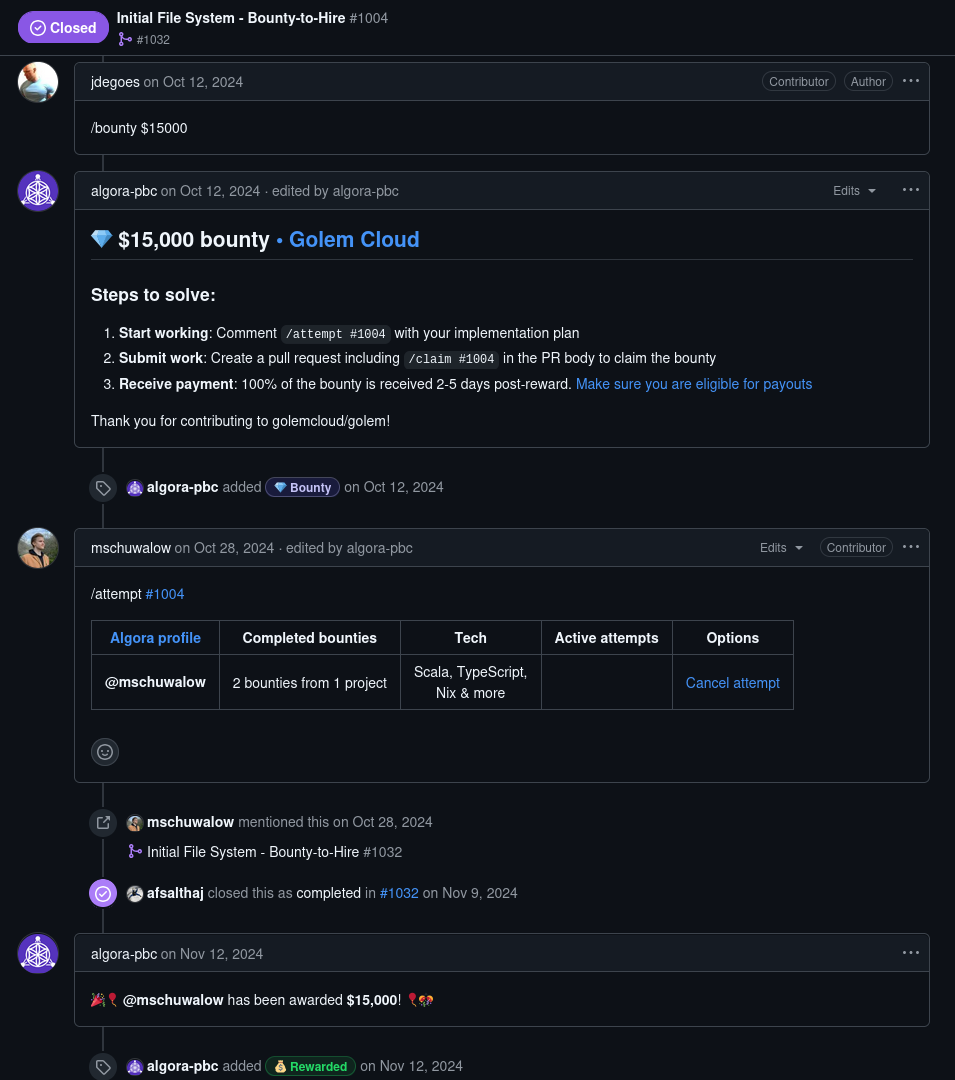 Closed
Initial File System - Bounty-to-Hire #1004
#1032
jdegoes on Oct 12, 2024 Contributor Author
/bounty $15000
algora-pbc on Oct 12, 2024 · edited by algora-pbc Edits
💎 $15,000 bounty • Golem Cloud
Steps to solve:
1. Start working: Comment /attempt #1004 with your implementation plan
2. Submit work: Create a pull request including /claim #1004 in the PR body to claim the bounty
3. Receive payment: 100% of the bounty is received 2-5 days post-reward. Make sure you are eligible for payouts
Thank you for contributing to golemcloud/golem!
algora-pbc added 💎 Bounty on Oct 12, 2024
mschuwalow on Oct 28, 2024 · edited by algora-pbc Edits Contributor
/attempt #1004
Algora profile Completed bounties Tech Active attempts Options
@mschuwalow 2 bounties from 1 project Scala, TypeScript, Cancel attempt
Nix & more
mschuwalow mentioned this on Oct 28, 2024
Initial File System - Bounty-to-Hire #1032
afsalthaj closed this as completed in #1032 on Nov 9, 2024
algora-pbc on Nov 12, 2024
🎉🎈 @mschuwalow has been awarded $15,000! 🎈🎊
algora-pbc added 💰 Rewarded on Nov 12, 2024